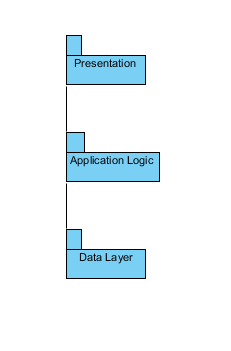 Presentation
Application Logic
Data Layer